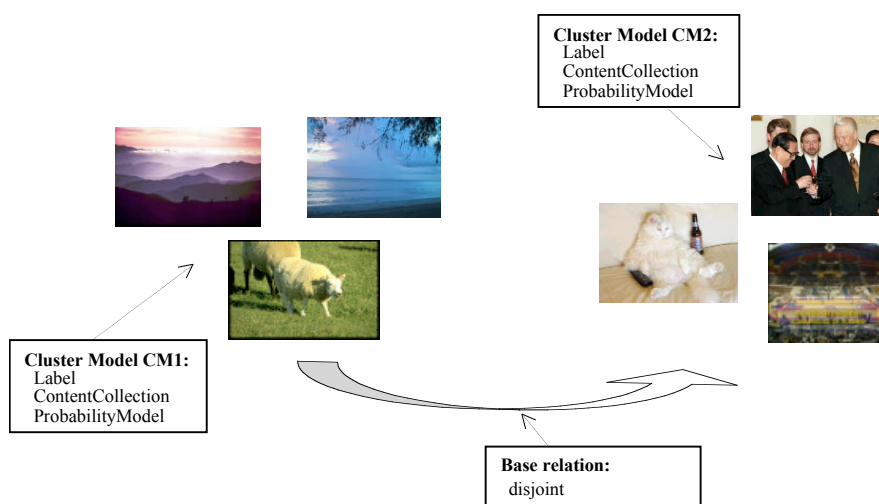 Cluster Model CM2:
Label
ContentCollection
ProbabilityModel
Cluster Model CM1:
Label
ContentCollection
ProbabilityModel
Base relation:
disjoint